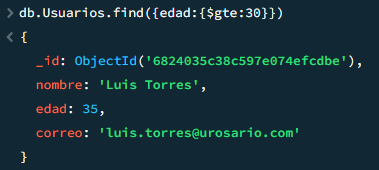 > db.Usuarios.find({edad:{$gte:30}})
< {
_id: ObjectId('6824035c38c597e074efcdbe'),
nombre: 'Luis Torres',
edad: 35,
correo: 'luis.torres@urosario.com'
}